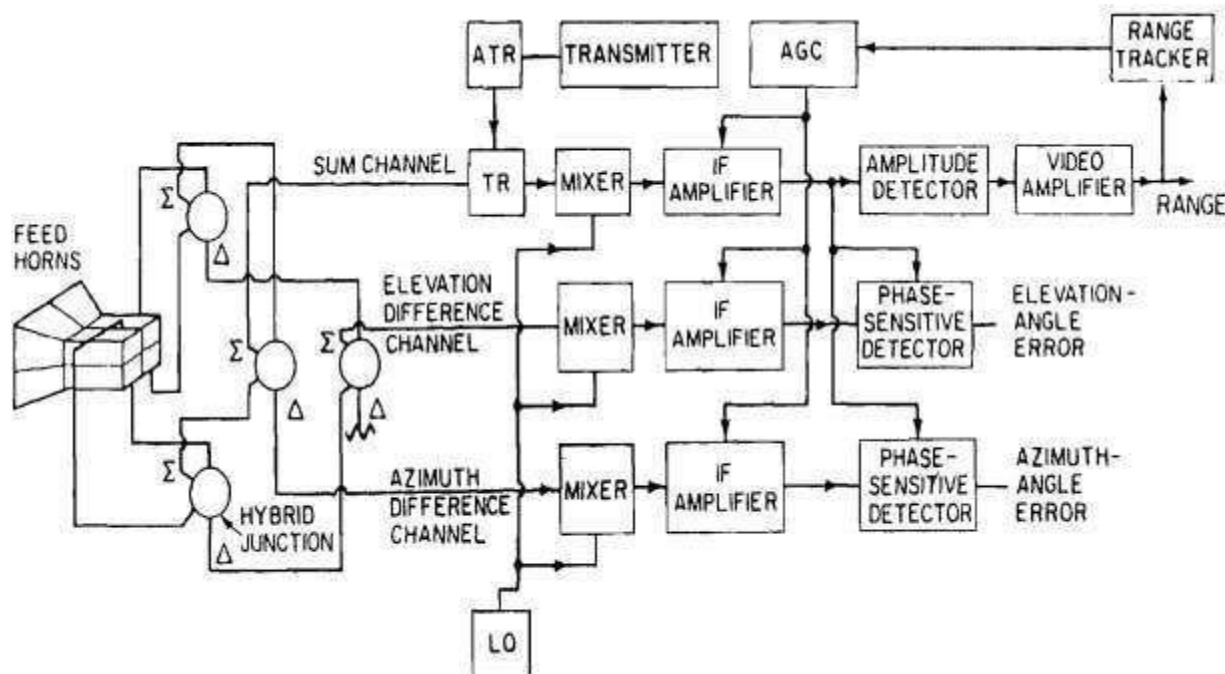 ATR
TRANSMITTER
AGC
RANGE
TRACKER
SUM CHANNEL
TR
MIXER
IF
AMPLIFIER
AMPLITUDE
DETECTOR
VIDEO
AMPLIFIER
RANGE
Σ
Δ
FEED
HORNS
ELEVATION
DIFFERENCE
CHANNEL
MIXER
IF
AMPLIFIER
PHASE-
SENSITIVE
DETECTOR
ELEVATION-
ANGLE
ERROR
Σ
Δ
Σ
Δ
AZIMUTH
DIFFERENCE
CHANNEL
MIXER
IF
AMPLIFIER
PHASE-
SENSITIVE
DETECTOR
AZIMUTH-
ANGLE
ERROR
Σ
Δ
HYBRID
JUNCTION
LO